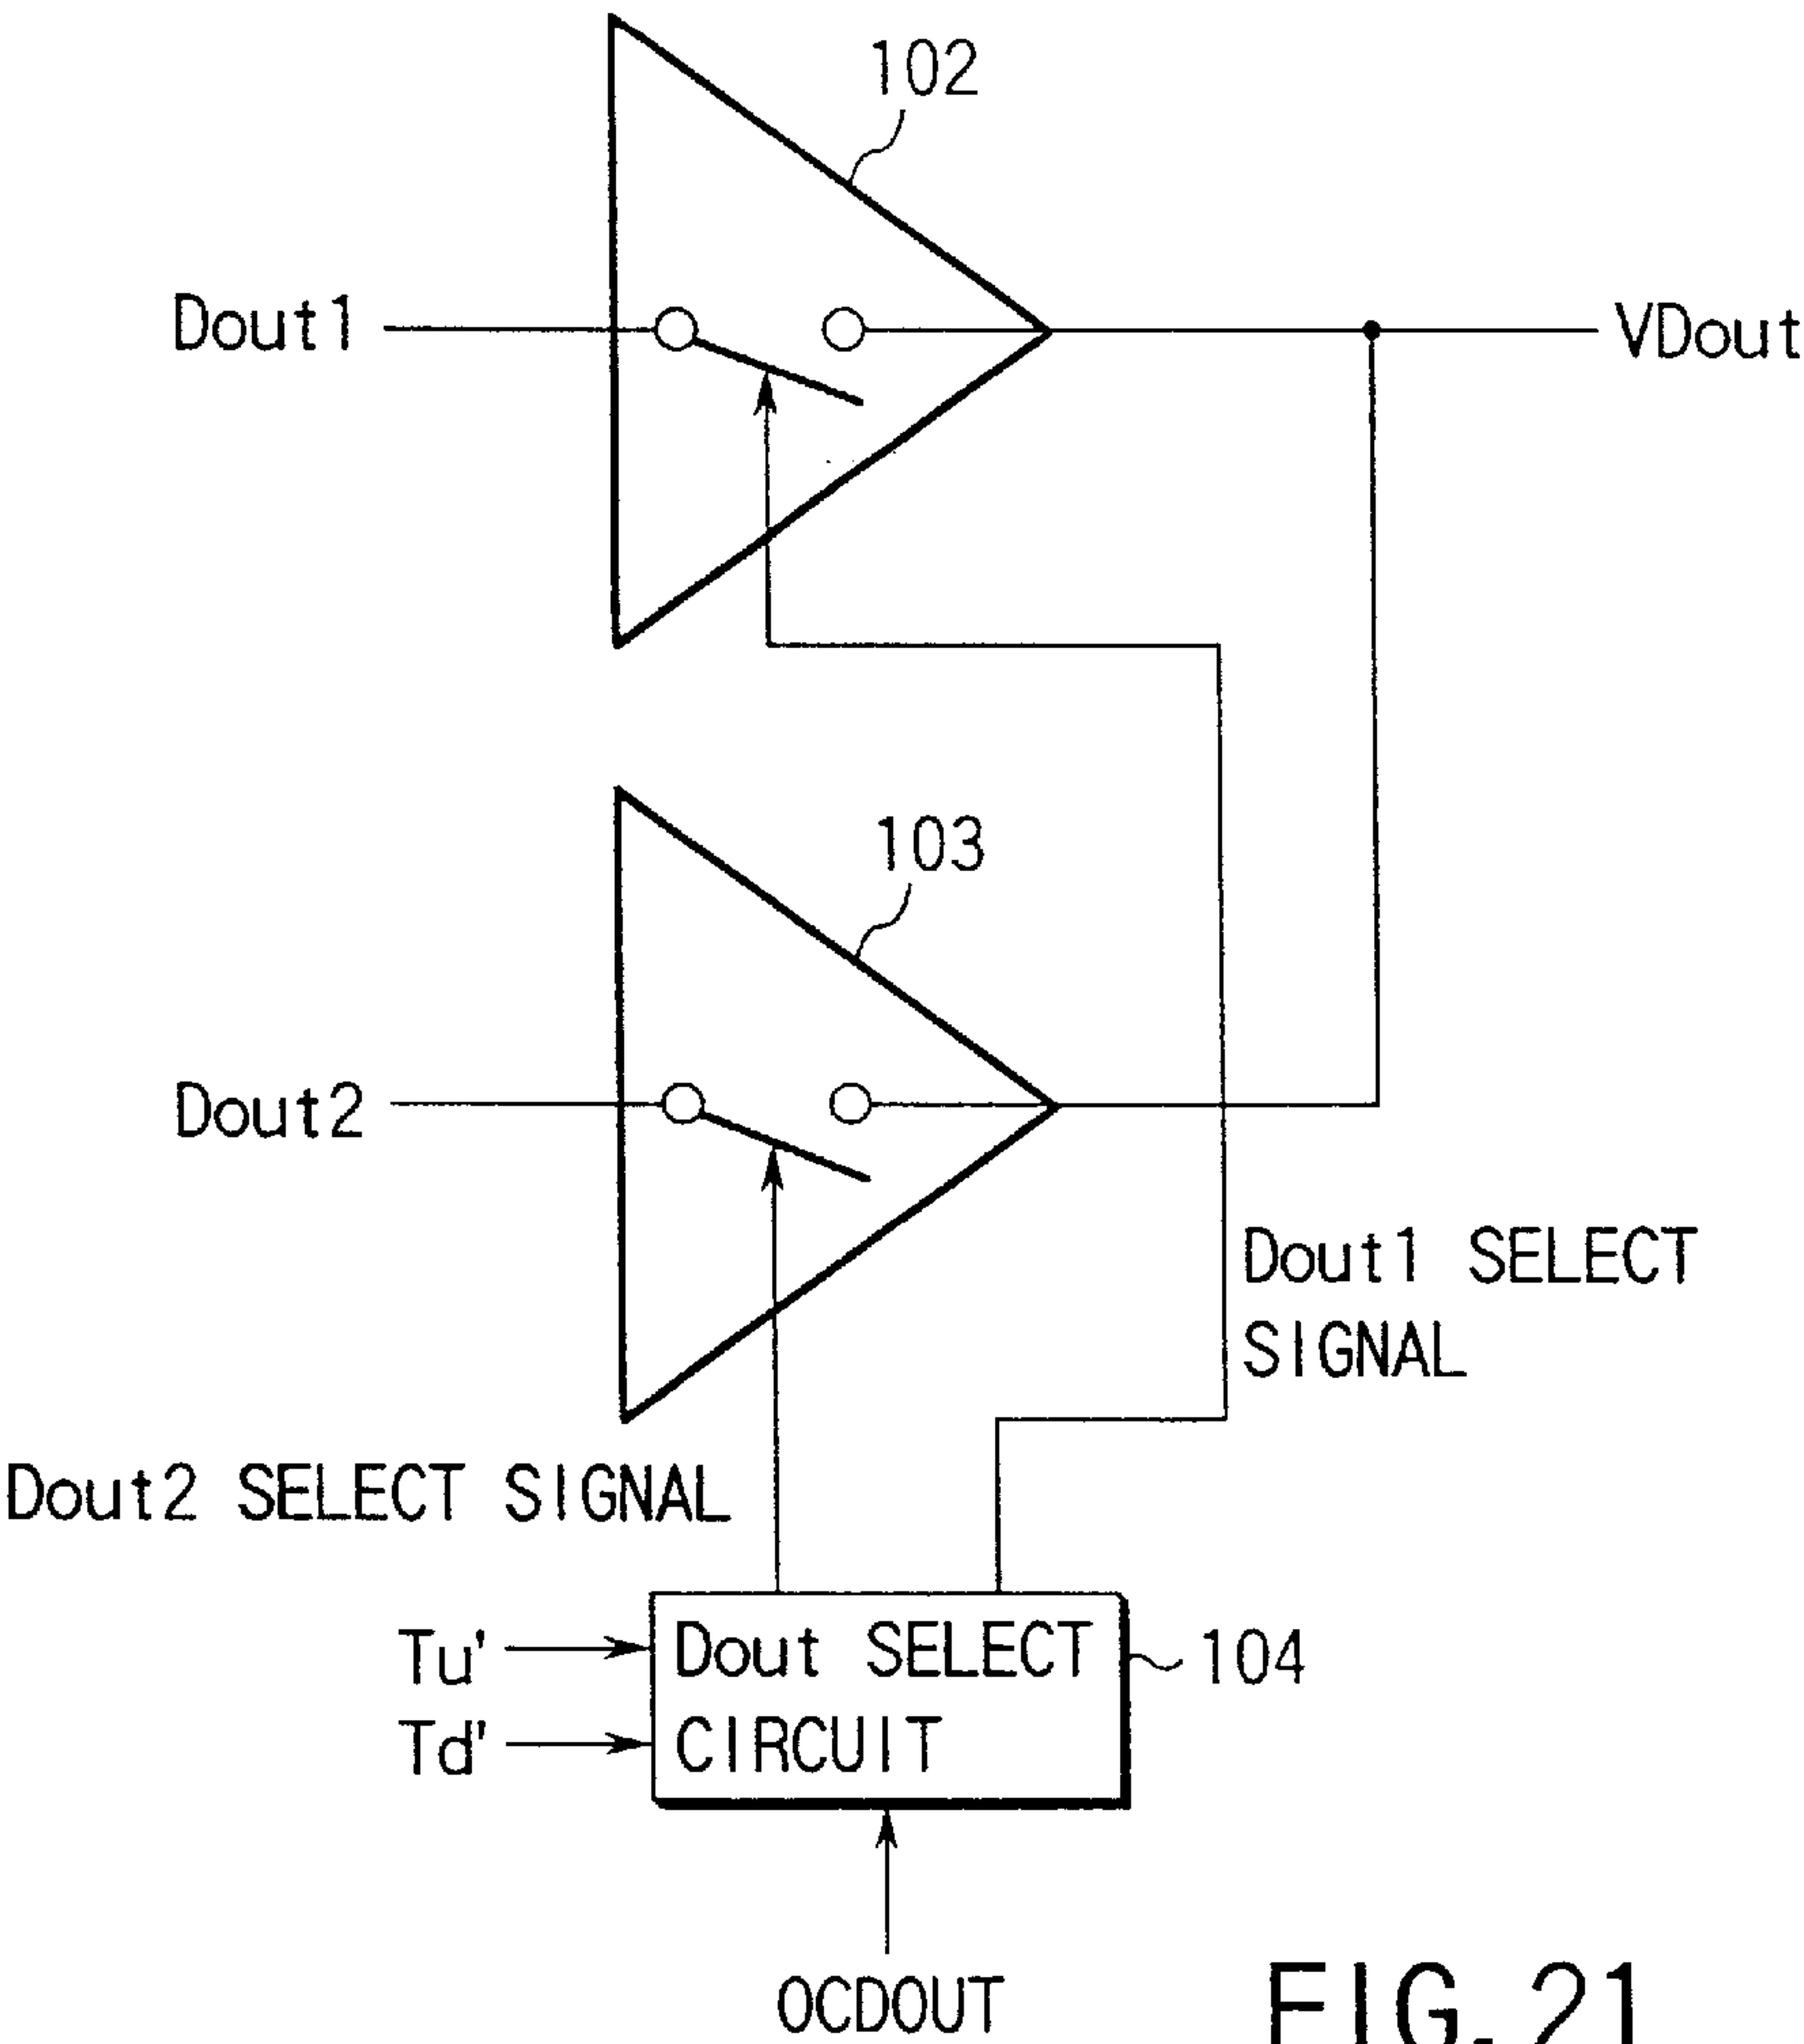 102
Dout1
VDout
103
Dout2
Dout1 SELECT
SIGNAL
Dout2 SELECT SIGNAL
Tu'
Dout SELECT
104
Td'
CIRCUIT
OCDOUT
FIG. 21